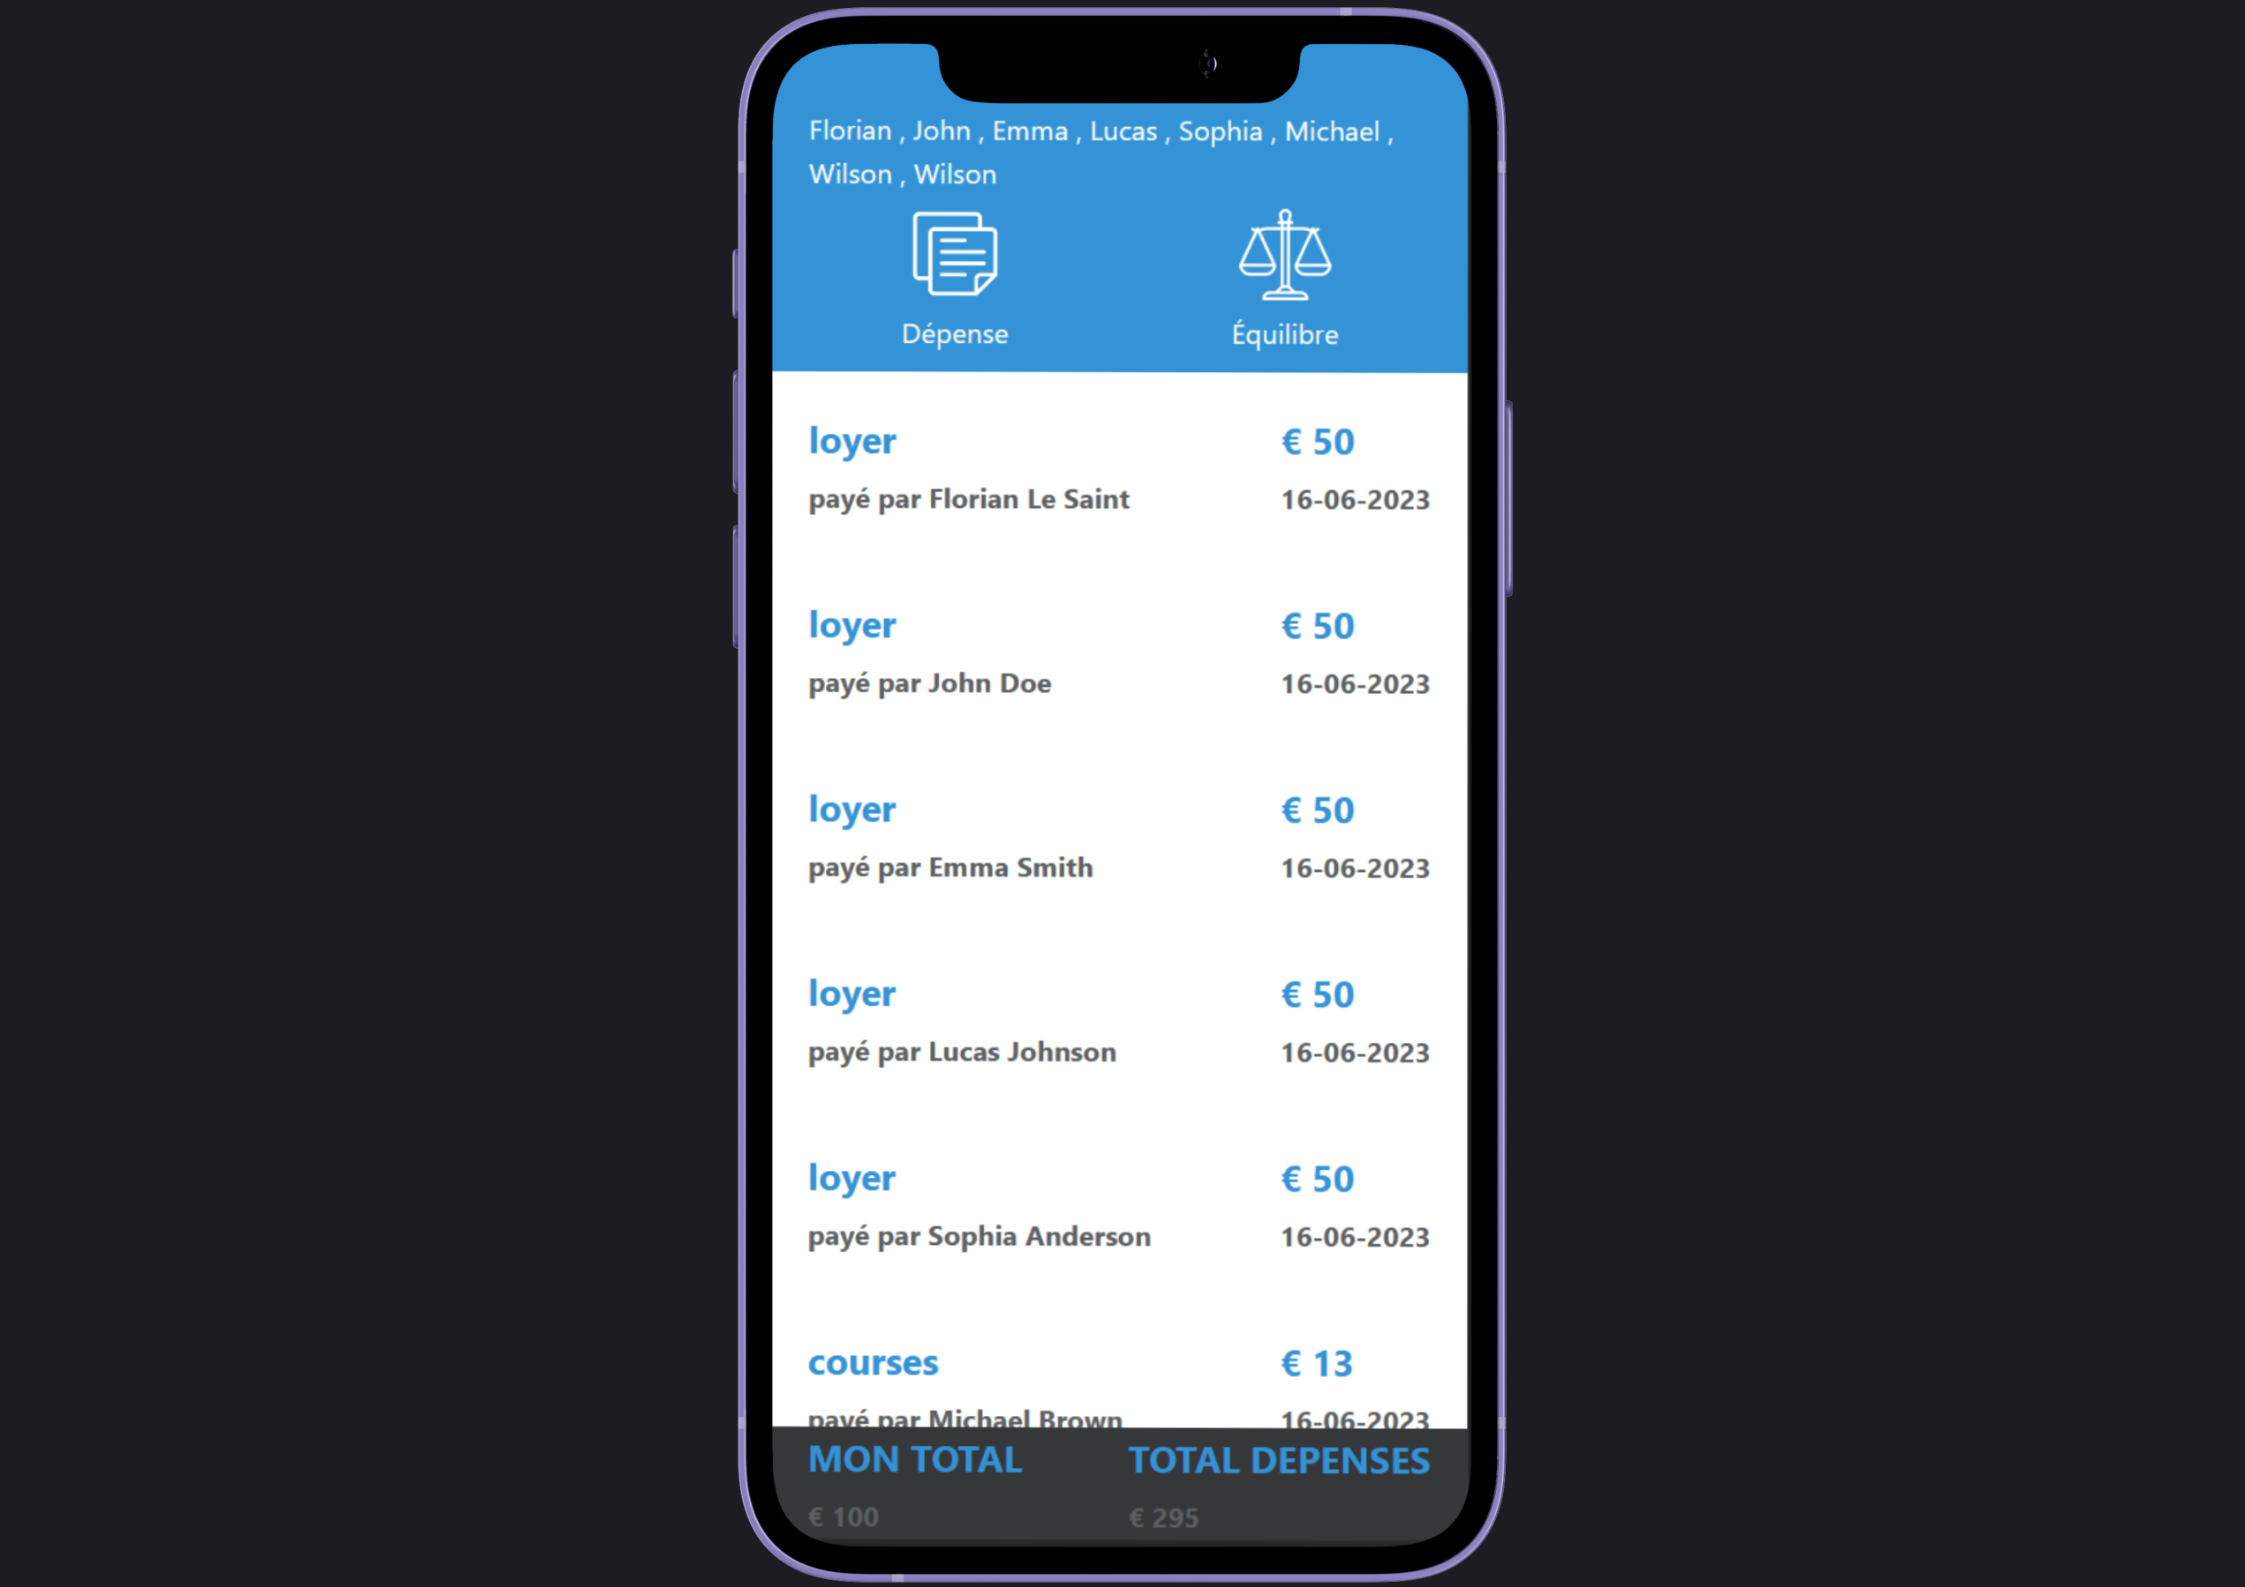 Florian , John , Emma , Lucas , Sophia , Michael ,
Wilson , Wilson
Dépense Équilibre
loyer € 50
payé par Florian Le Saint 16-06-2023
loyer € 50
payé par John Doe 16-06-2023
loyer € 50
payé par Emma Smith 16-06-2023
loyer € 50
payé par Lucas Johnson 16-06-2023
loyer € 50
payé par Sophia Anderson 16-06-2023
courses € 13
payé par Michael Brown 16-06-2023
MON TOTAL TOTAL DEPENSES
€ 100 € 295